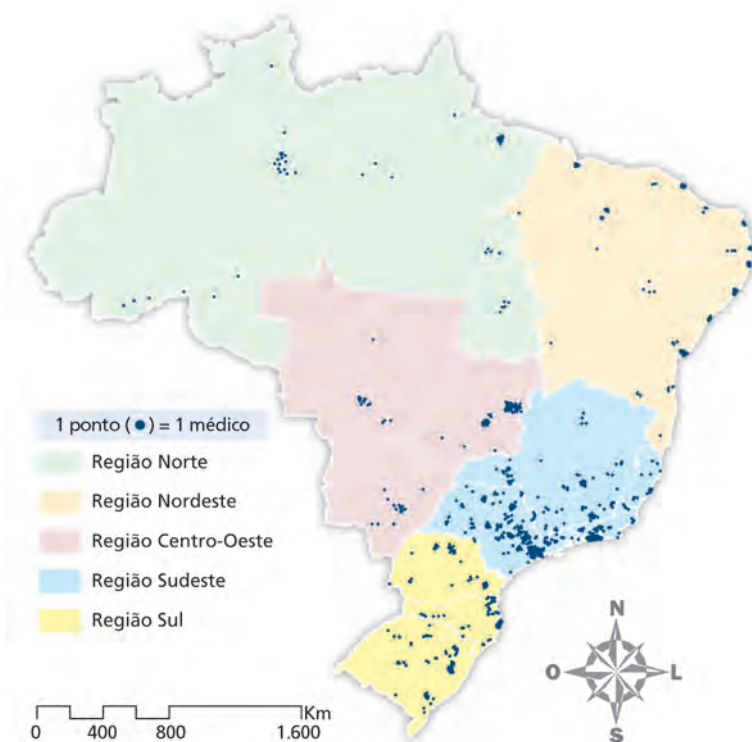 1 ponto (•) = 1 médico
Região Norte
Região Nordeste
Região Centro-Oeste
Região Sudeste
Região Sul
N
O L
S
Km
0 400 800 1.600